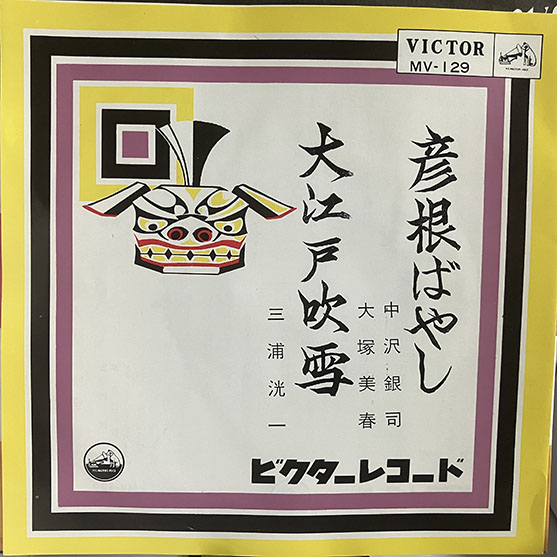 VICTOR
MV-129
彦根ばやし
中沢銀司
大塚美春
大江戸吹雪
三浦洸一
ビクターレコード